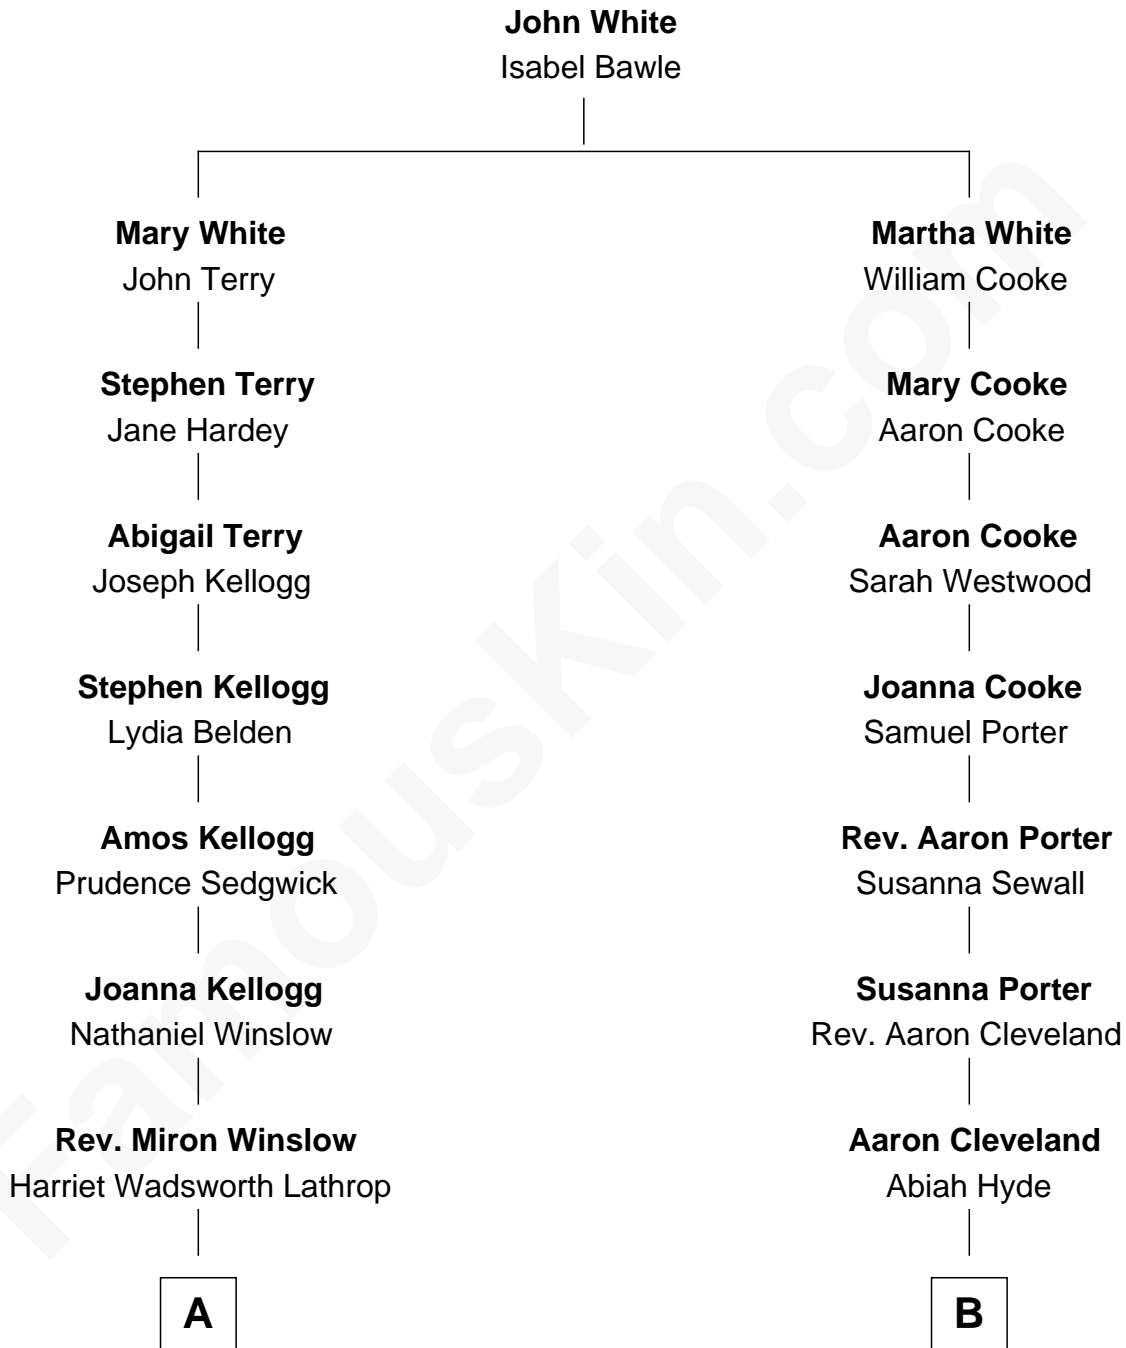 John White
Isabel Bawle
Mary White
John Terry
Martha White
William Cooke
Stephen Terry
Jane Hardey
Mary Cooke
Aaron Cooke
Abigail Terry
Joseph Kellogg
Aaron Cooke
Sarah Westwood
Stephen Kellogg
Lydia Belden
Joanna Cooke
Samuel Porter
Amos Kellogg
Prudence Sedgwick
Rev. Aaron Porter
Susanna Sewall
Joanna Kellogg
Nathaniel Winslow
Susanna Porter
Rev. Aaron Cleveland
Rev. Miron Winslow
Harriet Wadsworth Lathrop
Aaron Cleveland
Abiah Hyde
A
B
FamousKin.com